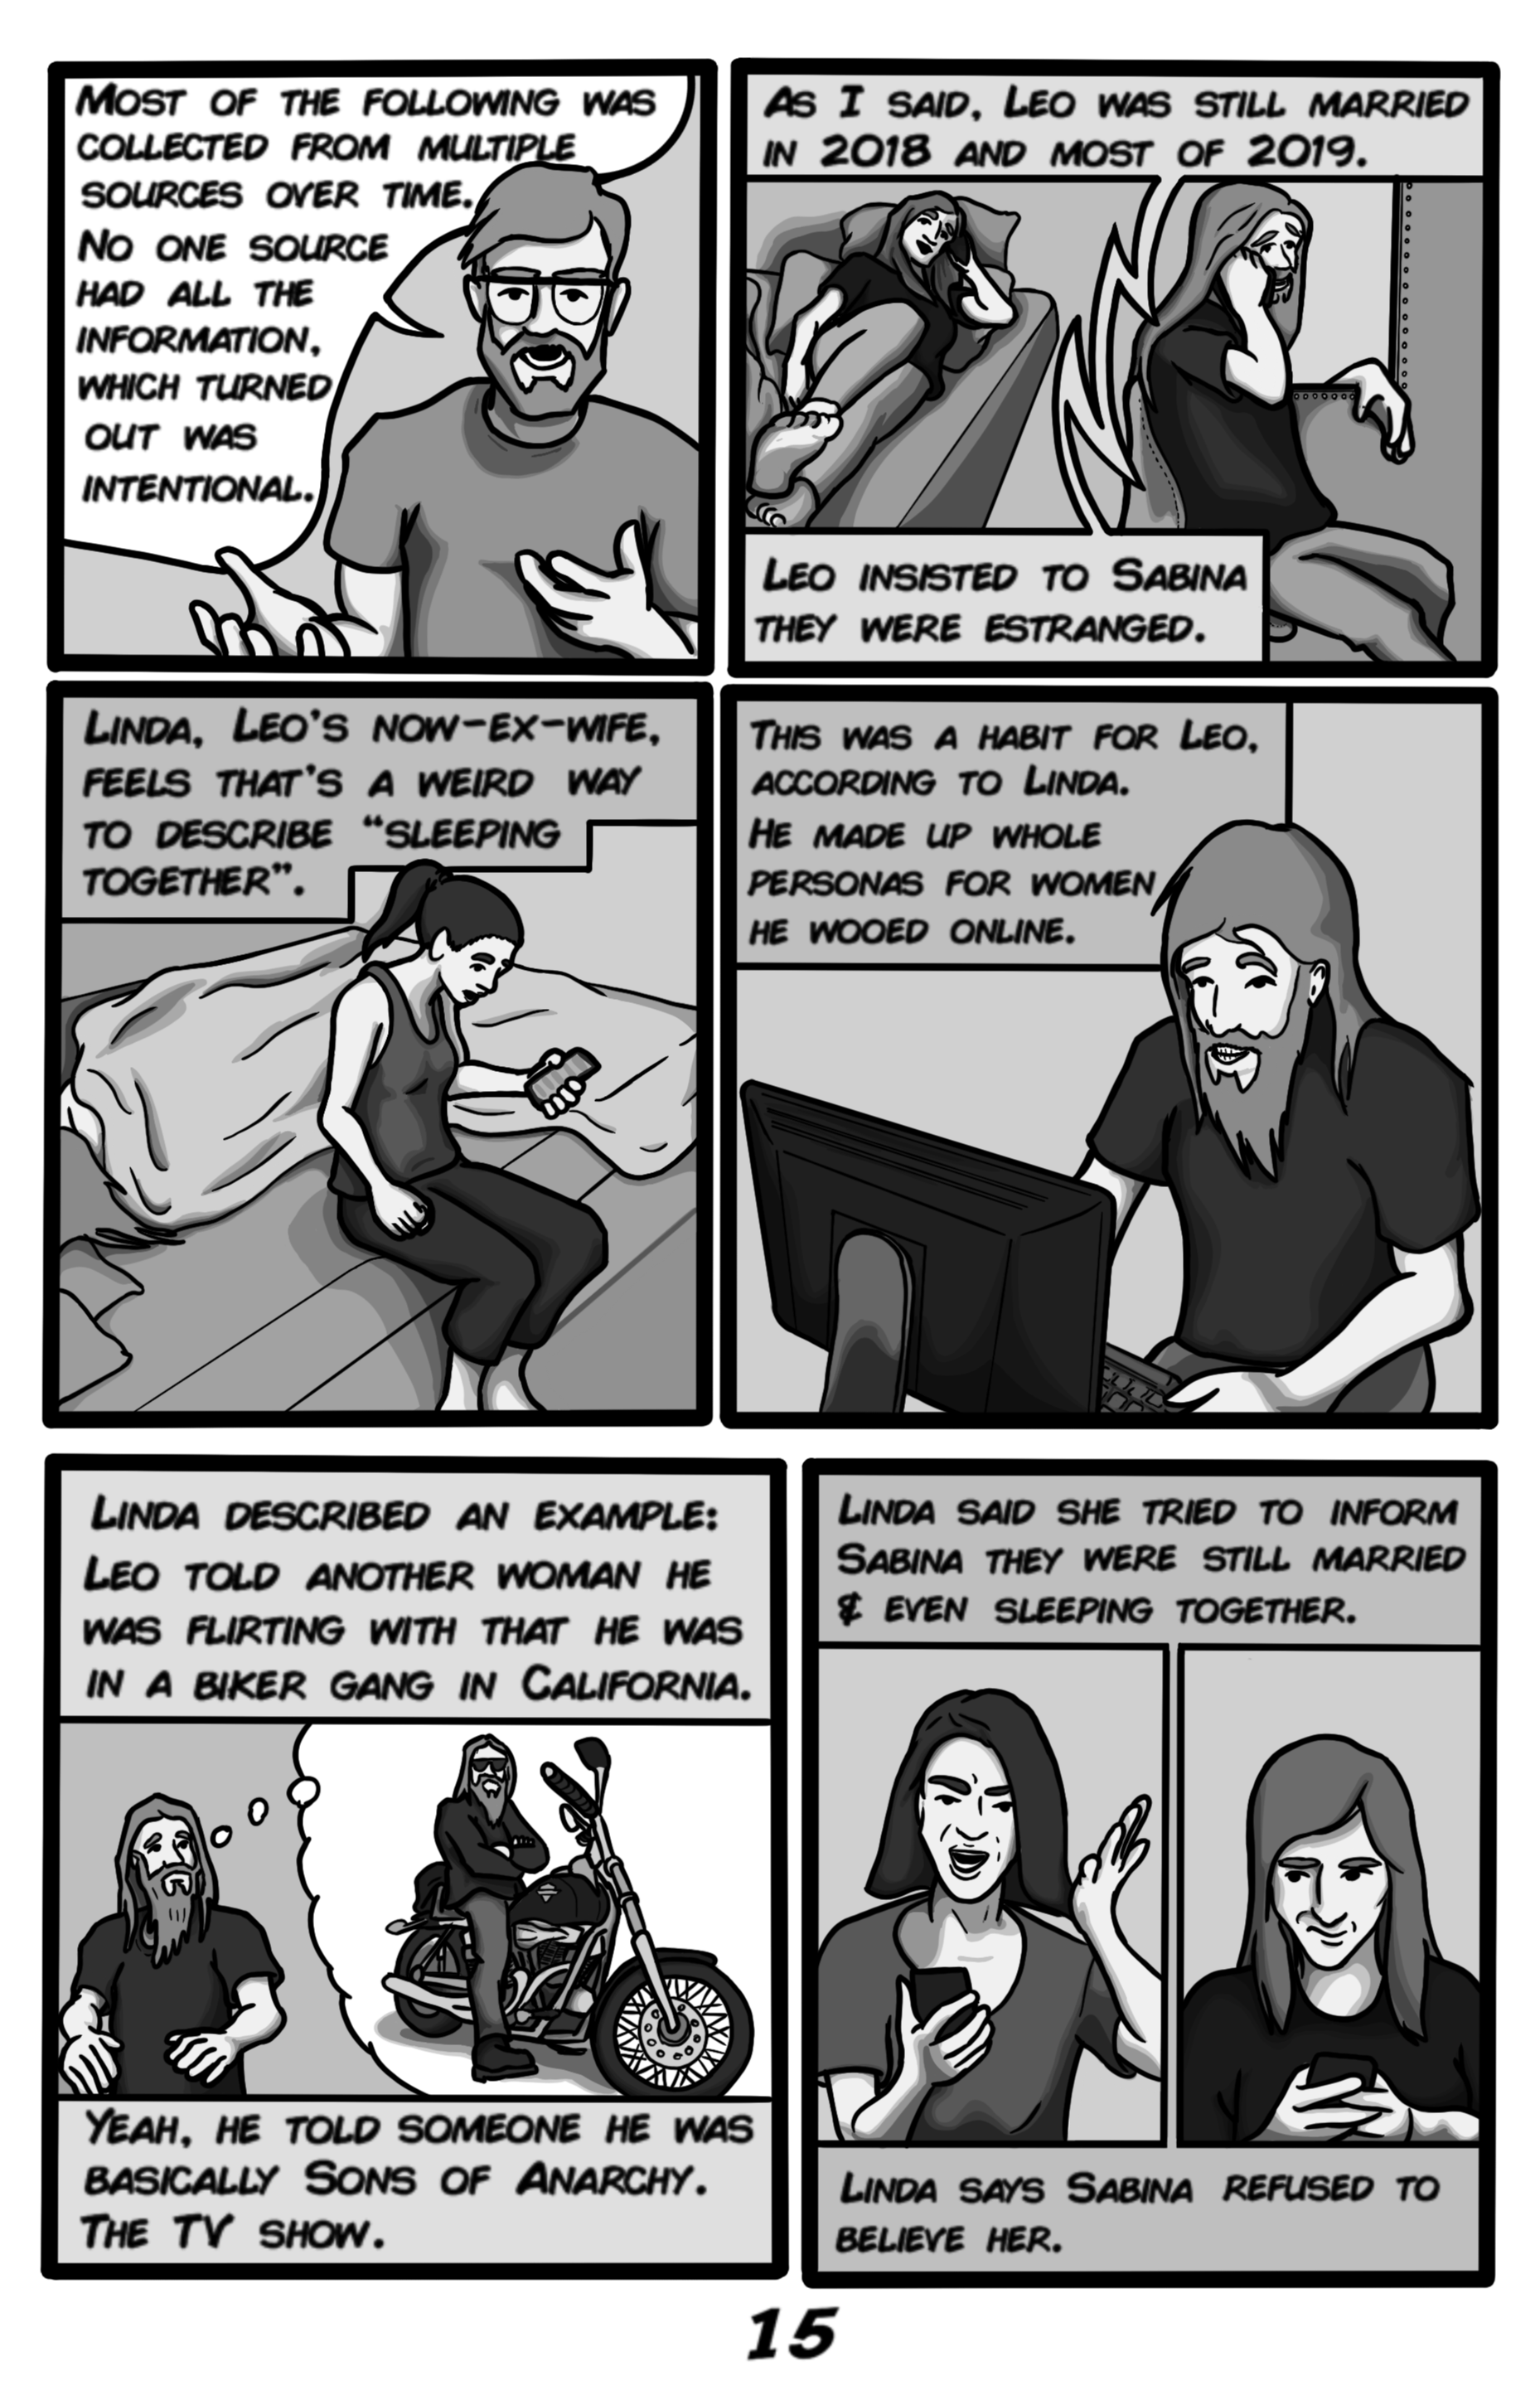 MOST OF THE FOLLOWING WAS
COLLECTED FROM MULTIPLE
SOURCES OVER TIME.
NO ONE SOURCE
HAD ALL THE
INFORMATION,
WHICH TURNED
OUT WAS
INTENTIONAL.
AS I SAID, LEO WAS STILL MARRIED
IN 2018 AND MOST OF 2019.
LEO INSISTED TO SABINA
THEY WERE ESTRANGED.
LINDA, LEO'S NOW-EX-WIFE,
FEELS THAT'S A WEIRD WAY
TO DESCRIBE "SLEEPING
TOGETHER".
THIS WAS A HABIT FOR LEO,
ACCORDING TO LINDA.
HE MADE UP WHOLE
PERSONAS FOR WOMEN
HE WOOED ONLINE.
LINDA DESCRIBED AN EXAMPLE:
LEO TOLD ANOTHER WOMAN HE
WAS FLIRTING WITH THAT HE WAS
IN A BIKER GANG IN CALIFORNIA.
YEAH, HE TOLD SOMEONE HE WAS
BASICALLY SONS OF ANARCHY.
THE TV SHOW.
LINDA SAID SHE TRIED TO INFORM
SABINA THEY WERE STILL MARRIED
& EVEN SLEEPING TOGETHER.
LINDA SAYS SABINA REFUSED TO
BELIEVE HER.
15